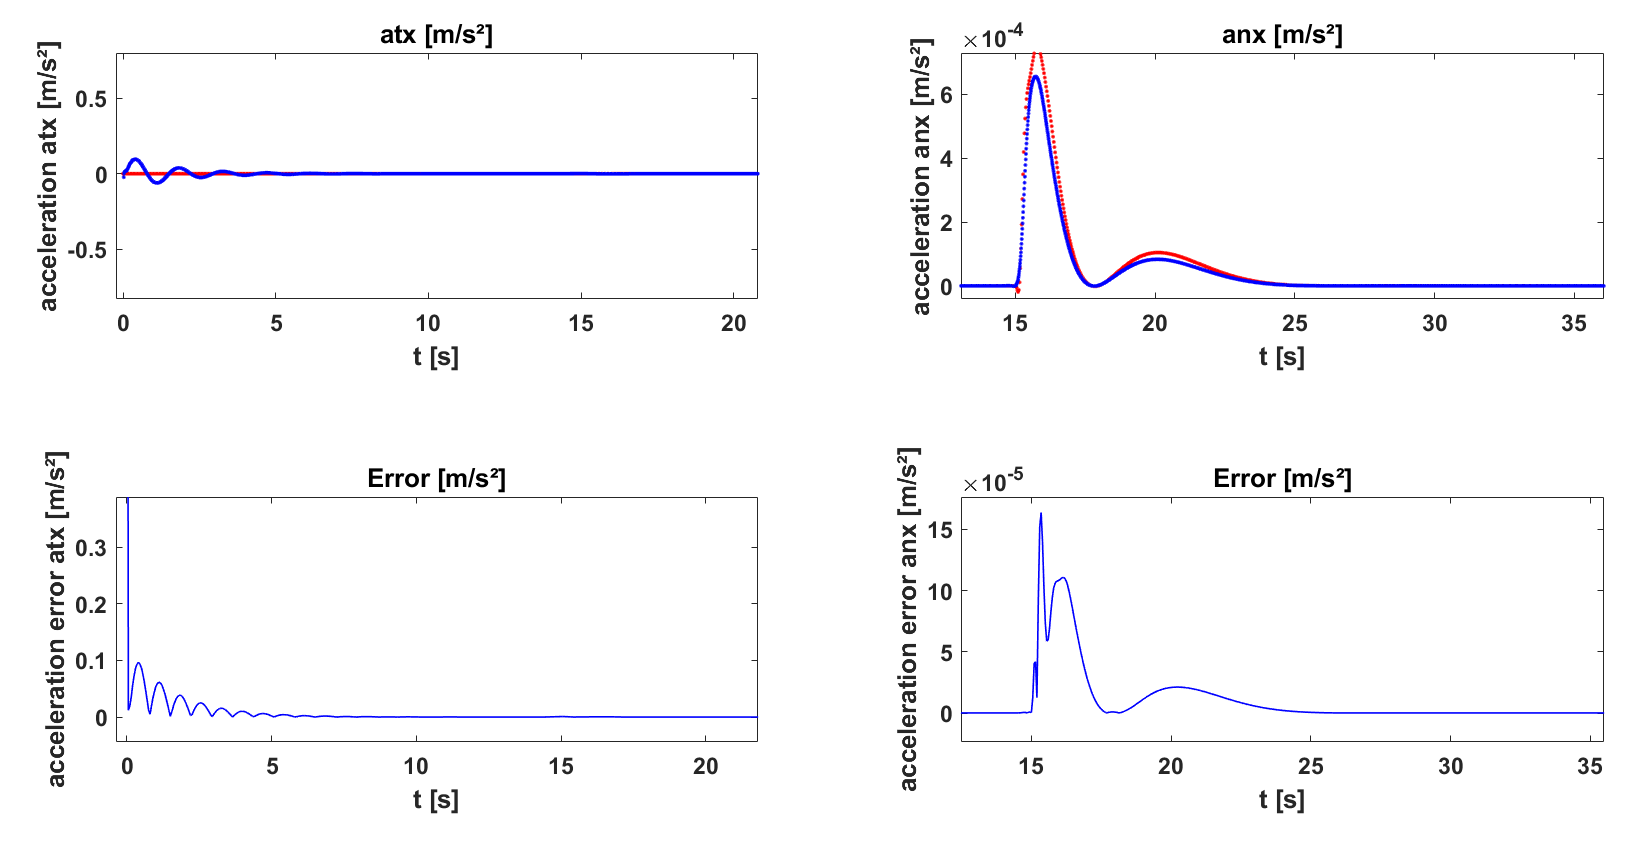 atx [m/s²]
acceleration atx [m/s²]
0.5
0
-0.5
0 5 10 15 20
t [s]
anx [m/s²]
×10⁻⁴
acceleration anx [m/s²]
6
4
2
0
15 20 25 30 35
t [s]
Error [m/s²]
acceleration error atx [m/s²]
0.3
0.2
0.1
0
0 5 10 15 20
t [s]
Error [m/s²]
×10⁻⁵
acceleration error anx [m/s²]
15
10
5
0
15 20 25 30 35
t [s]